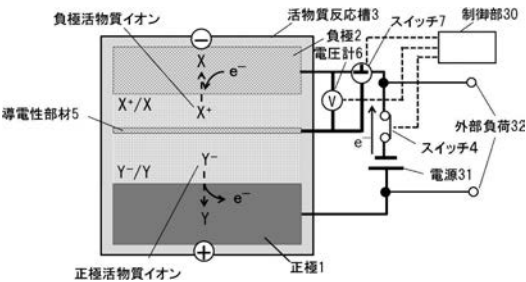 負極活物質イオン
活物質反応槽3
負極2
スイッチ7
電圧計6
制御部30
X
e−
X+/X
X+
V
導電性部材5
外部負荷32
e−
スイッチ4
Y−
Y−/Y
電源31
e−
Y
正極活物質イオン
正極1